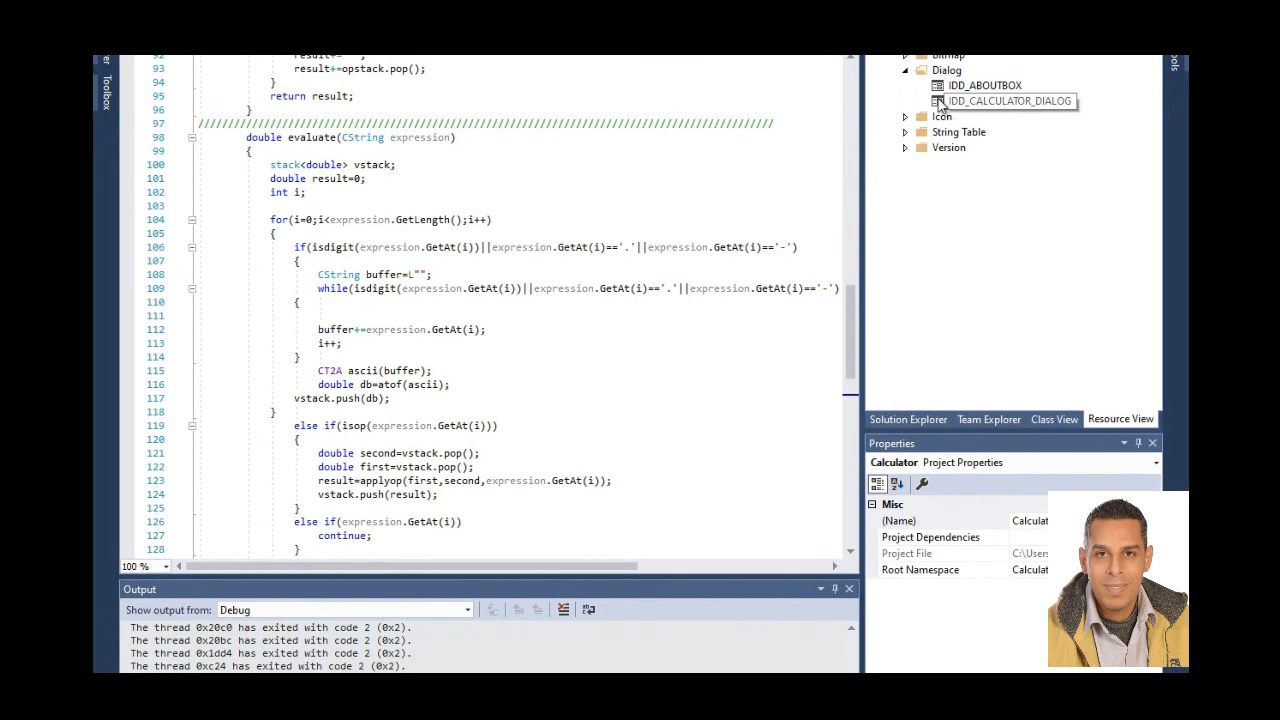 92 result+=
93 result+=opstack.pop();
94 }
95 return result;
96 }
97 ////////////////////////////////////////////////////////////////////////////////////////////////
98 double evaluate(CString expression)
99 {
100 stack<double> vstack;
101 double result=0;
102 int i;
103
104 for(i=0;i<expression.GetLength();i++)
105 {
106 if(isdigit(expression.GetAt(i))||expression.GetAt(i)=='.'||expression.GetAt(i)=='-')
107 {
108 CString buffer=L"";
109 while(isdigit(expression.GetAt(i))||expression.GetAt(i)=='.'||expression.GetAt(i)=='-')
110 {
111
112 buffer+=expression.GetAt(i);
113 i++;
114 }
115 CT2A ascii(buffer);
116 double db=atof(ascii);
117 vstack.push(db);
118 }
119 else if(isop(expression.GetAt(i)))
120 {
121 double second=vstack.pop();
122 double first=vstack.pop();
123 result=applyop(first,second,expression.GetAt(i));
124 vstack.push(result);
125 }
126 else if(expression.GetAt(i))
127 continue;
128 }
100 %
Output
Show output from: Debug
The thread 0x20c0 has exited with code 2 (0x2).
The thread 0x20bc has exited with code 2 (0x2).
The thread 0x1dd4 has exited with code 2 (0x2).
The thread 0xc24 has exited with code 2 (0x2).
Toolbox
Bitmap
Dialog
IDD_ABOUTBOX
IDD_CALCULATOR_DIALOG
Icon
String Table
Version
Solution Explorer Team Explorer Class View Resource View
Properties
Calculator Project Properties
Misc
(Name) Calculat
Project Dependencies
Project File C:\Users
Root Namespace Calculat